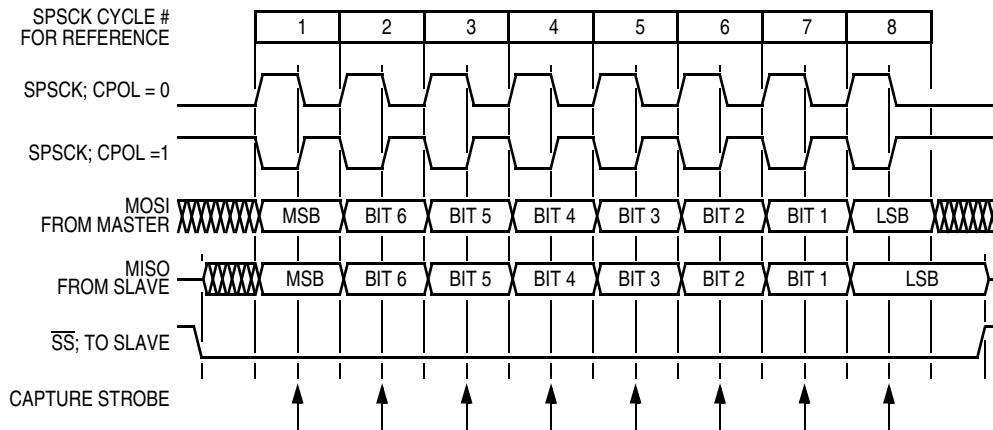 SPSCK CYCLE #
FOR REFERENCE
1 2 3 4 5 6 7 8
SPSCK; CPOL = 0
SPSCK; CPOL =1
MOSI
FROM MASTER
MSB BIT 6 BIT 5 BIT 4 BIT 3 BIT 2 BIT 1 LSB
MISO
FROM SLAVE
MSB BIT 6 BIT 5 BIT 4 BIT 3 BIT 2 BIT 1 LSB
SS; TO SLAVE
CAPTURE STROBE